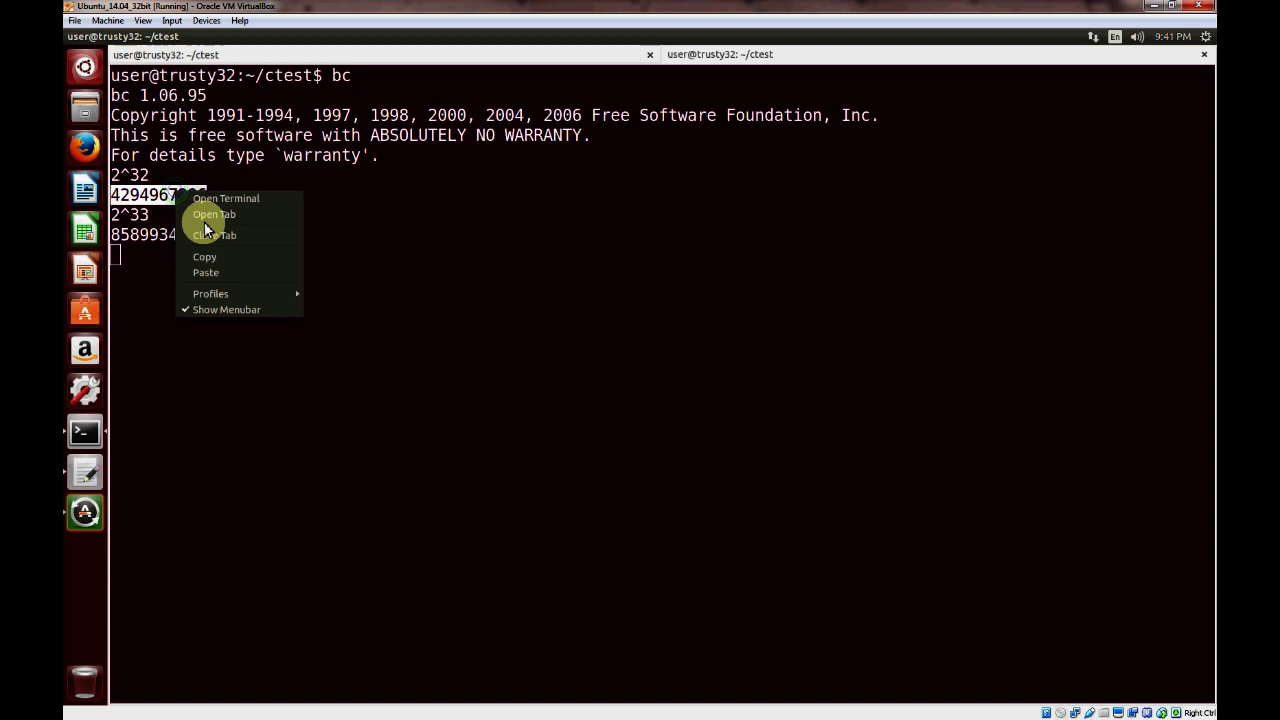 Ubuntu_14.04_32bit [Running] - Oracle VM VirtualBox
File Machine View Input Devices Help
user@trusty32: ~/ctest
En 9:41 PM
user@trusty32: ~/ctest × user@trusty32: ~/ctest ×
user@trusty32:~/ctest$ bc
bc 1.06.95
Copyright 1991-1994, 1997, 1998, 2000, 2004, 2006 Free Software Foundation, Inc.
This is free software with ABSOLUTELY NO WARRANTY.
For details type `warranty'.
2^32
2^33
Open Terminal
Open Tab
Close Tab
Copy
Paste
Profiles
Show Menubar
Right Ctrl